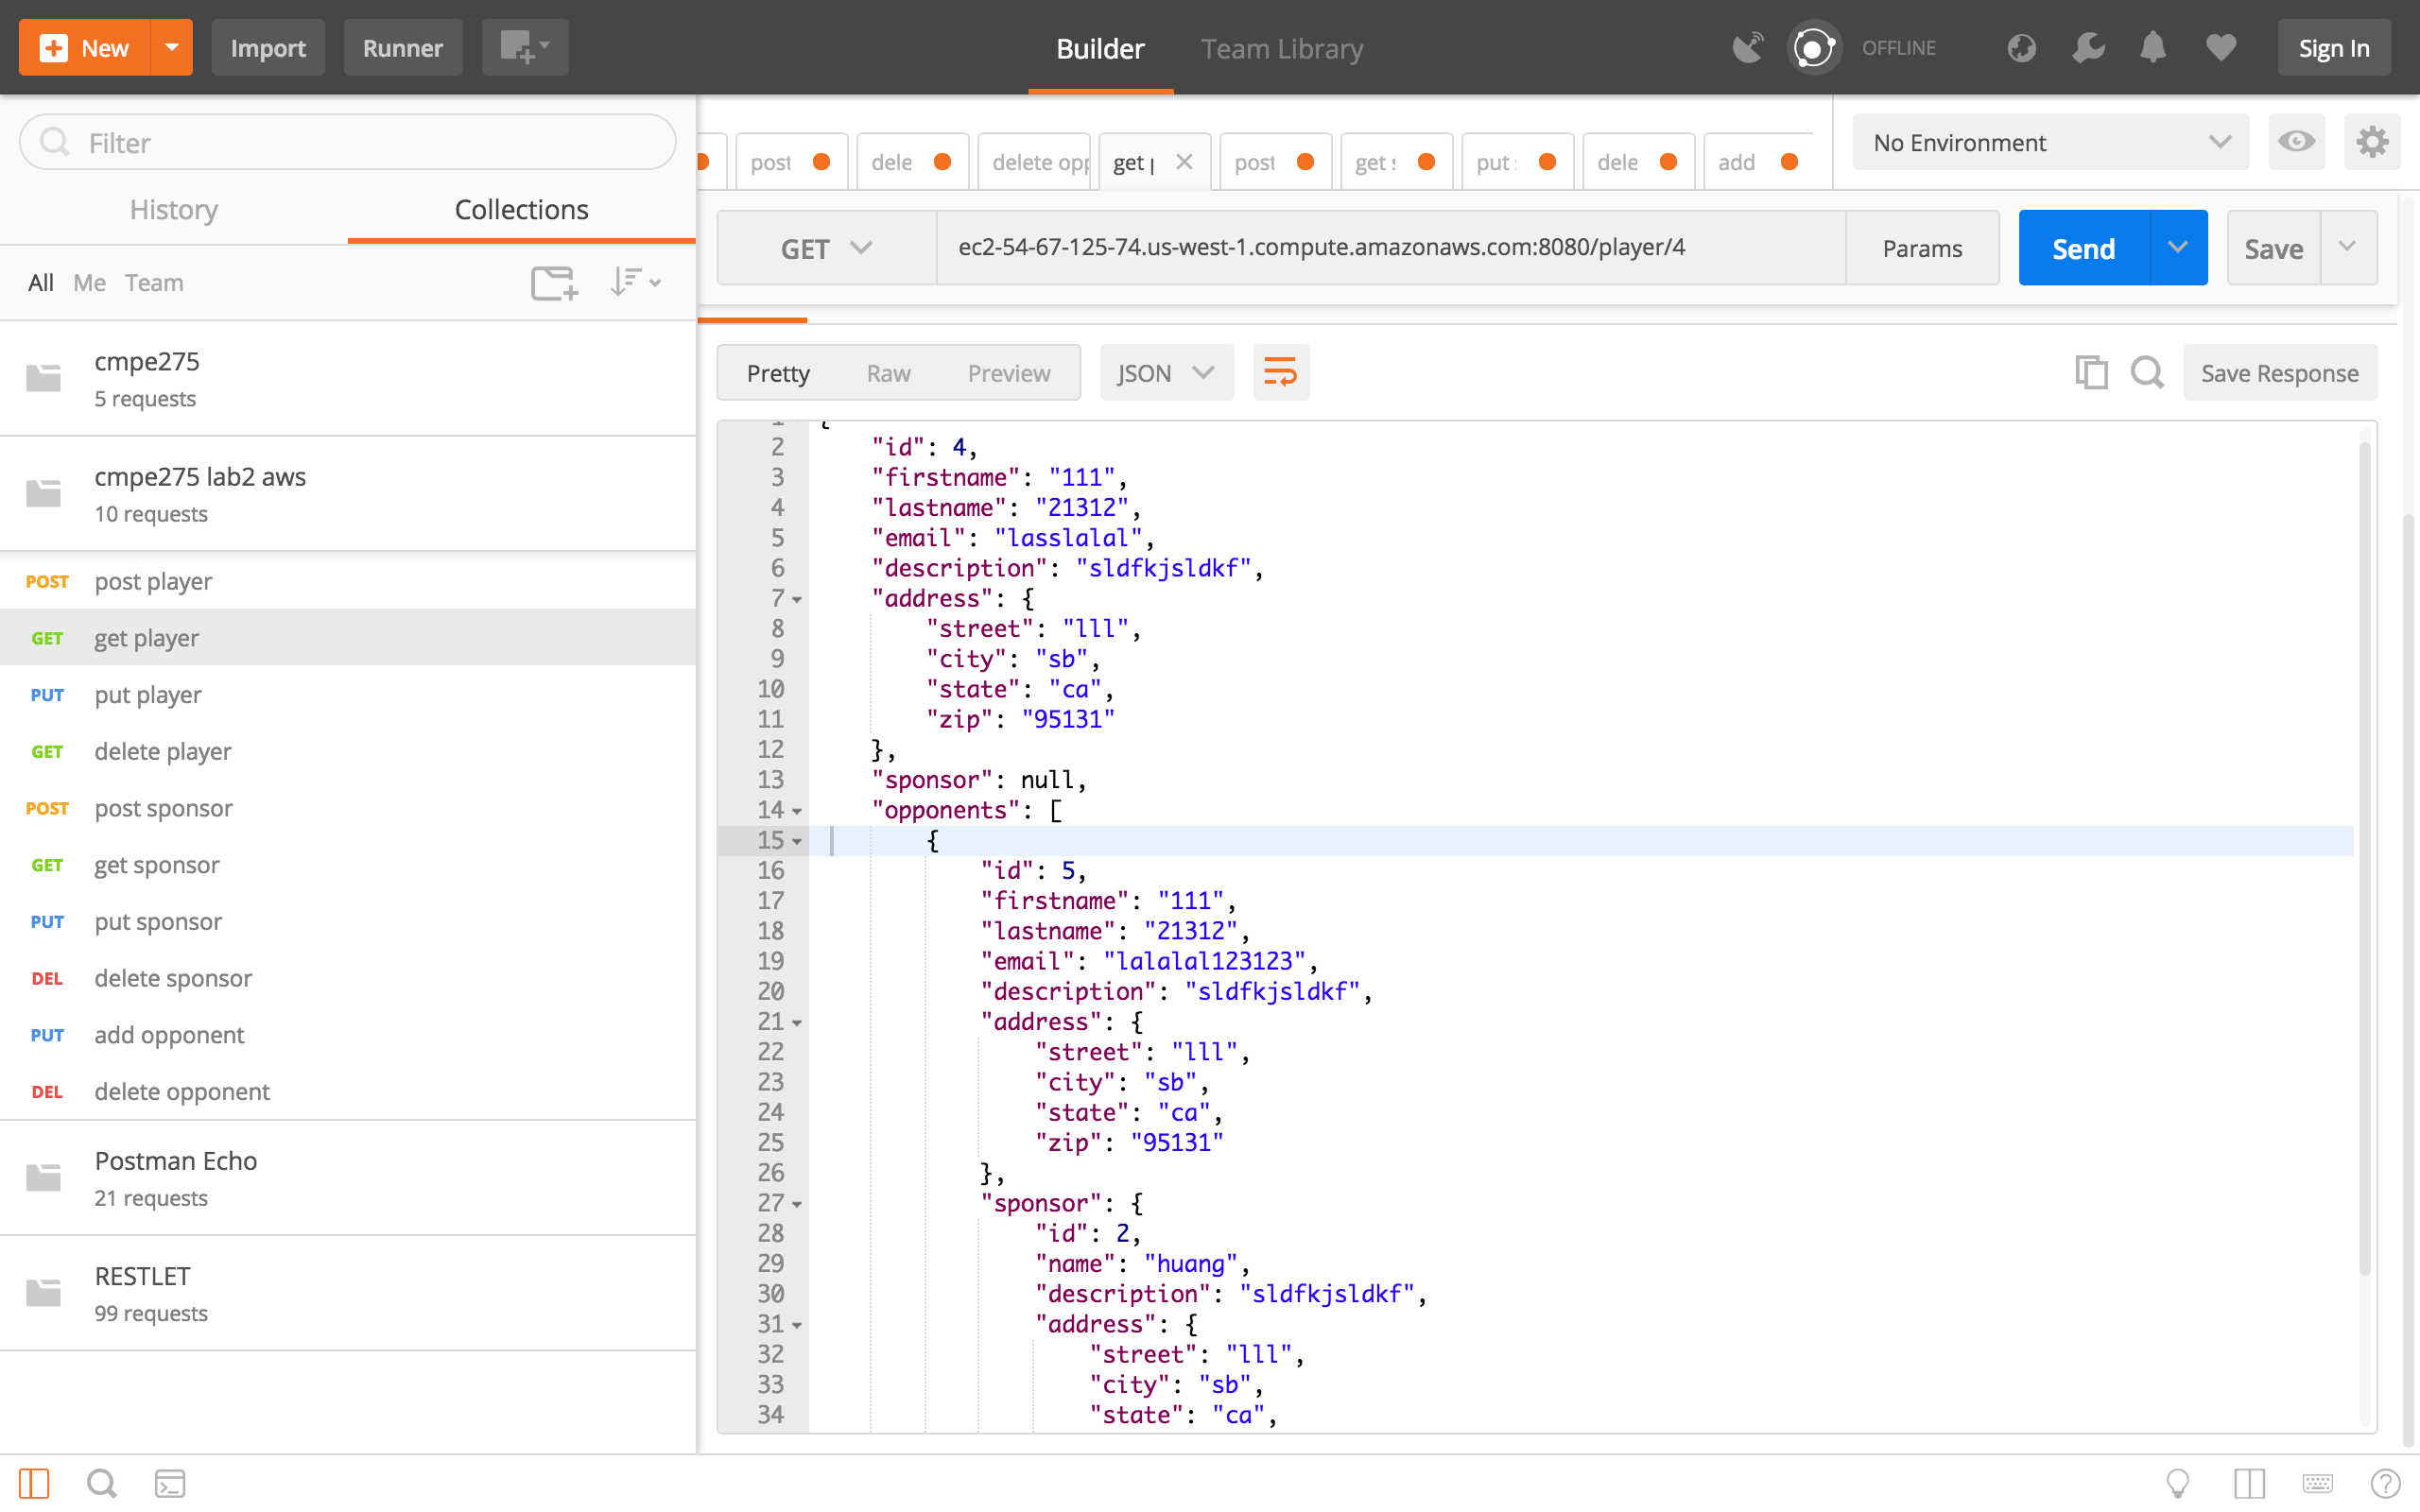 New
Import
Runner
Builder
Team Library
OFFLINE
Sign In
Filter
History
Collections
All Me Team
cmpe275
5 requests
cmpe275 lab2 aws
10 requests
POST post player
GET get player
PUT put player
GET delete player
POST post sponsor
GET get sponsor
PUT put sponsor
DEL delete sponsor
PUT add opponent
DEL delete opponent
Postman Echo
21 requests
RESTLET
99 requests
post
dele
delete opp
get
post
get
put
dele
add
No Environment
GET
ec2-54-67-125-74.us-west-1.compute.amazonaws.com:8080/player/4
Params
Send
Save
Pretty
Raw
Preview
JSON
Save Response
1 {
2 "id": 4,
3 "firstname": "111",
4 "lastname": "21312",
5 "email": "lasslalal",
6 "description": "sldfkjsldkf",
7 "address": {
8 "street": "lll",
9 "city": "sb",
10 "state": "ca",
11 "zip": "95131"
12 },
13 "sponsor": null,
14 "opponents": [
15 {
16 "id": 5,
17 "firstname": "111",
18 "lastname": "21312",
19 "email": "lalalal123123",
20 "description": "sldfkjsldkf",
21 "address": {
22 "street": "lll",
23 "city": "sb",
24 "state": "ca",
25 "zip": "95131"
26 },
27 "sponsor": {
28 "id": 2,
29 "name": "huang",
30 "description": "sldfkjsldkf",
31 "address": {
32 "street": "lll",
33 "city": "sb",
34 "state": "ca",